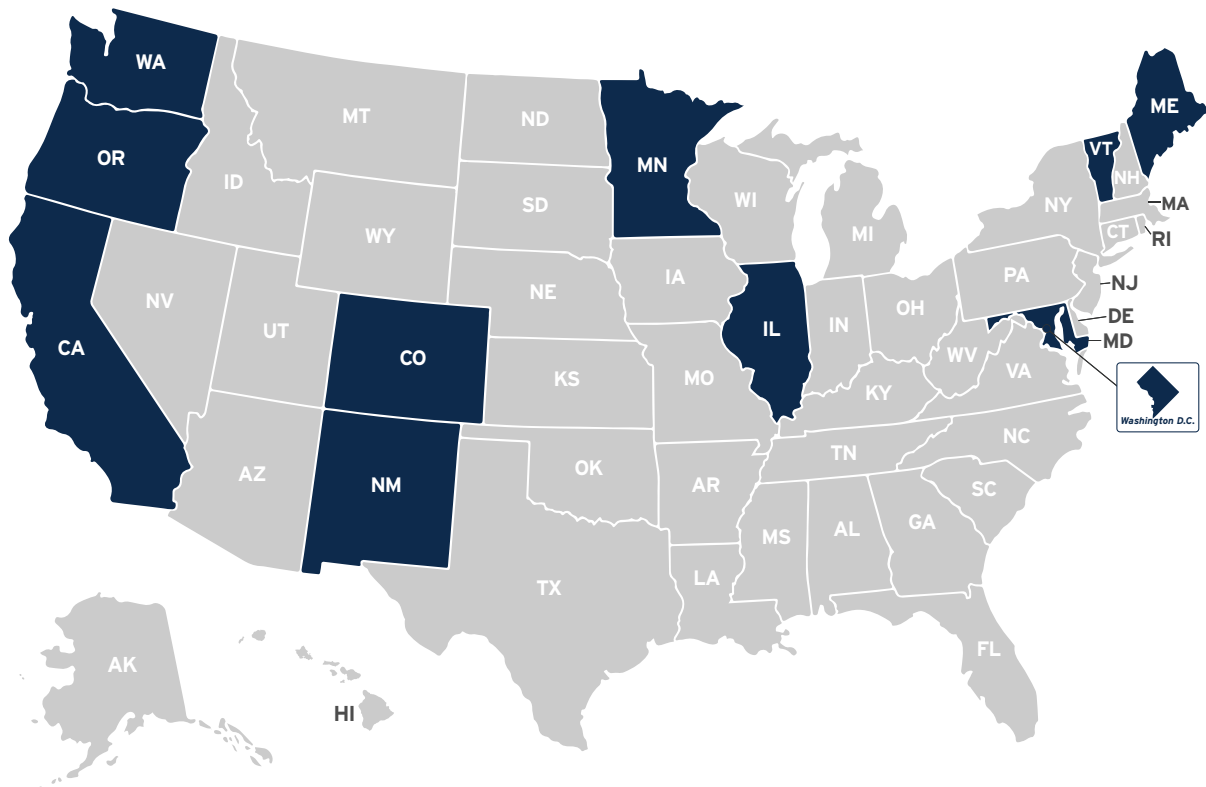 WA
ME
MT
ND
VT
OR
MN
NH
ID
WI
MA
SD
NY
WY
MI
CT
RI
IA
PA
NJ
NE
NV
OH
DE
UT
IL
IN
MD
CA
CO
WV
VA
KS
MO
KY
Washington D.C.
NC
TN
OK
AZ
NM
AR
SC
GA
AL
MS
LA
TX
FL
AK
HI